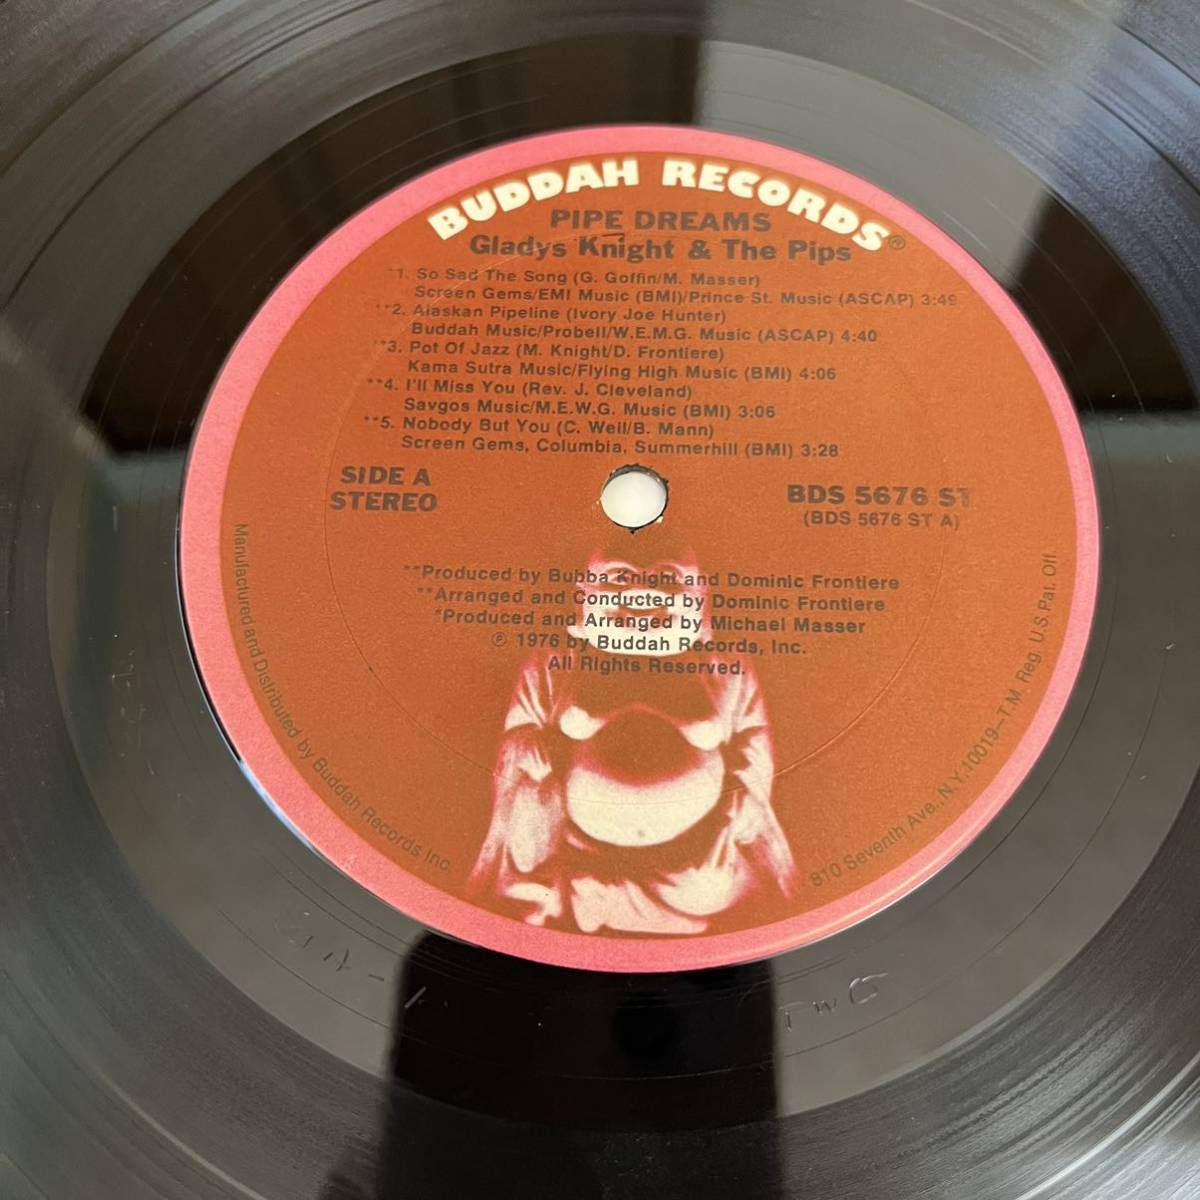 BUDDAH RECORDS®
PIPE DREAMS
Gladys Knight & The Pips
*1. So Sad The Song (G. Goffin/M. Masser)
Screen Gems/EMI Music (BMI)/Prince St. Music (ASCAP) 3:49
**2. Alaskan Pipeline (Ivory Joe Hunter)
Buddah Music/Probell/W.E.M.G. Music (ASCAP) 4:40
**3. Pot Of Jazz (M. Knight/D. Frontiere)
Kama Sutra Music/Flying High Music (BMI) 4:06
**4. I'll Miss You (Rev. J. Cleveland)
Savgos Music/M.E.W.G. Music (BMI) 3:06
**5. Nobody But You (C. Weil/B. Mann)
Screen Gems, Columbia, Summerhill (BMI) 3:28
SIDE A
STEREO
BDS 5676 ST
(BDS 5676 ST A)
**Produced by Bubba Knight and Dominic Frontiere
**Arranged and Conducted by Dominic Frontiere
*Produced and Arranged by Michael Masser
℗ 1976 by Buddah Records, Inc.
All Rights Reserved.
Manufactured and Distributed by Buddah Records Inc.
810 Seventh Ave., N.Y. 10019—T.M. Reg. U.S. Pat. Off.
TWG